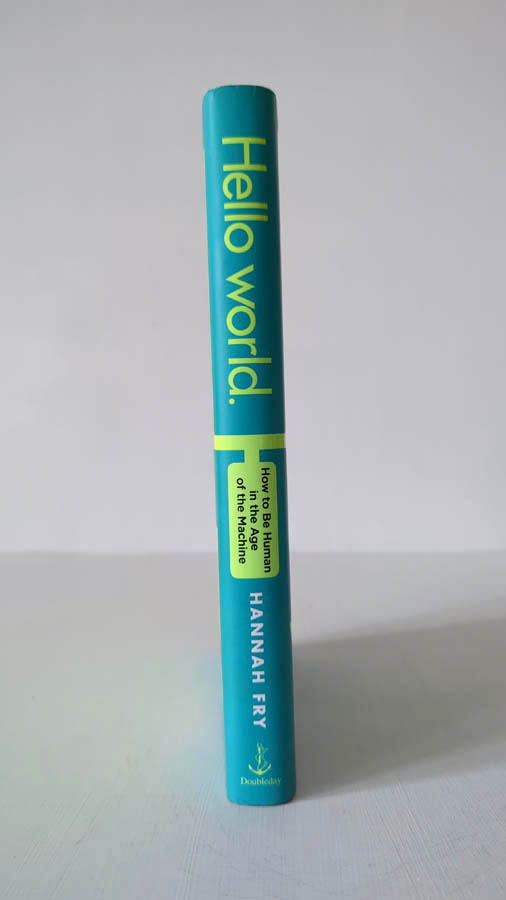 Hello world.
How to Be Human
in the Age
of the Machine
HANNAH FRY
Doubleday